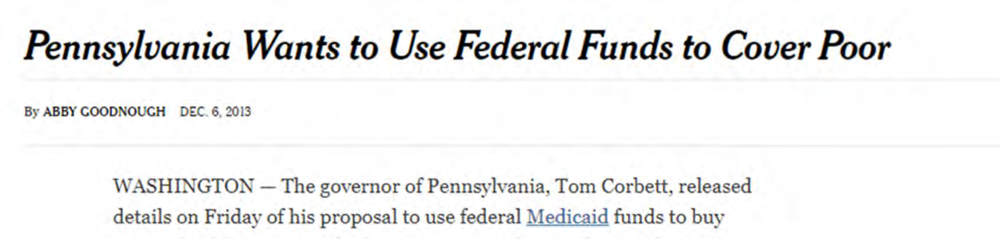 Pennsylvania Wants to Use Federal Funds to Cover Poor
By ABBY GOODNOUGH DEC. 6, 2013
WASHINGTON — The governor of Pennsylvania, Tom Corbett, released
details on Friday of his proposal to use federal Medicaid funds to buy